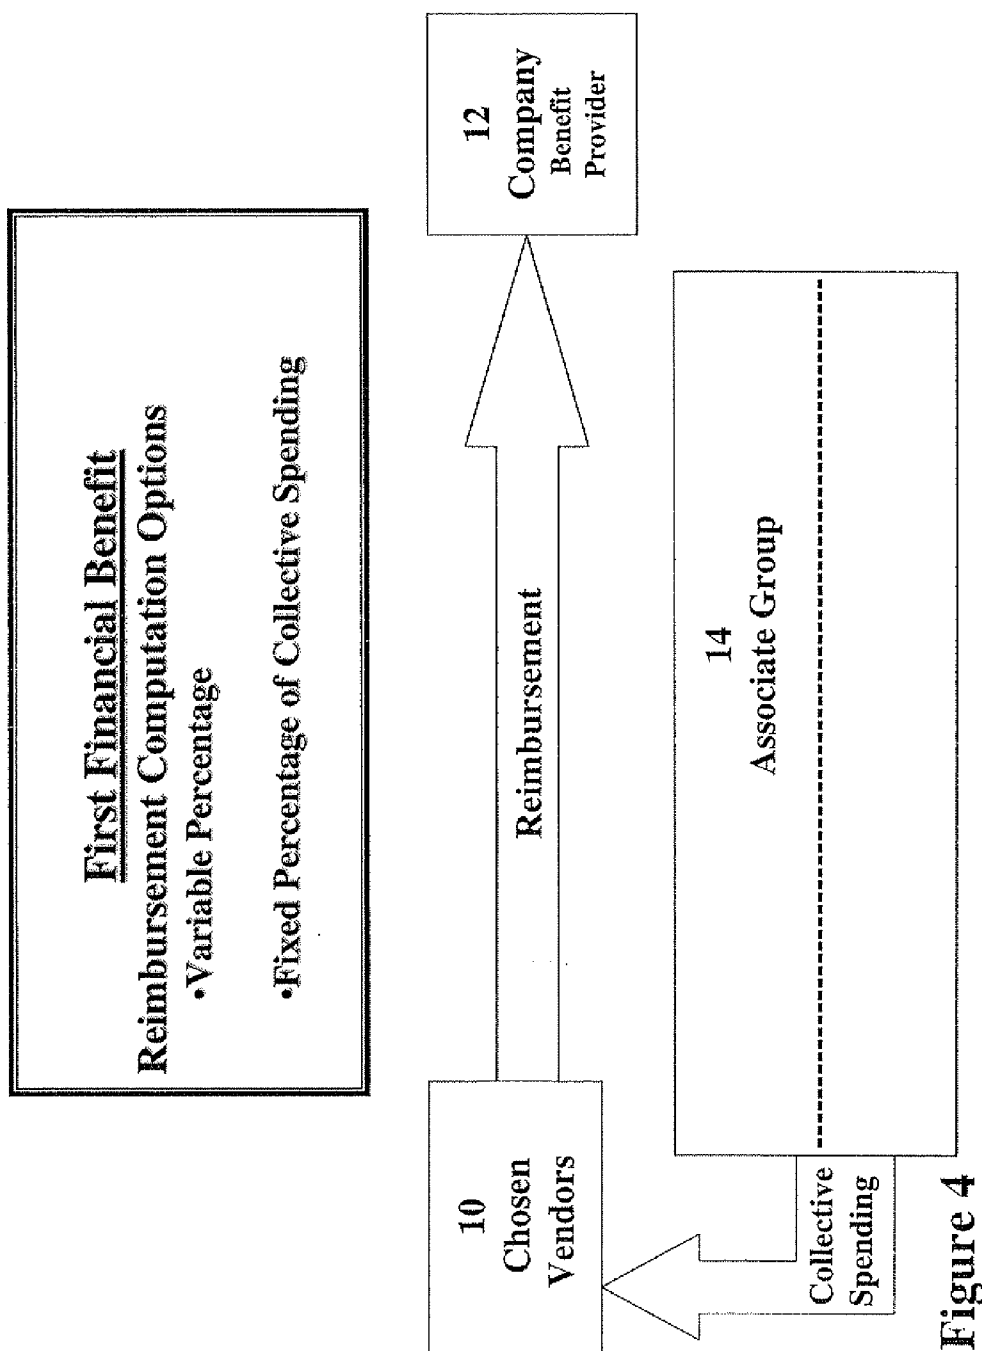 First Financial Benefit
Reimbursement Computation Options
•Variable Percentage
•Fixed Percentage of Collective Spending
10
Chosen
Vendors
Reimbursement
12
Company
Benefit
Provider
14
Associate Group
Collective
Spending
Figure 4